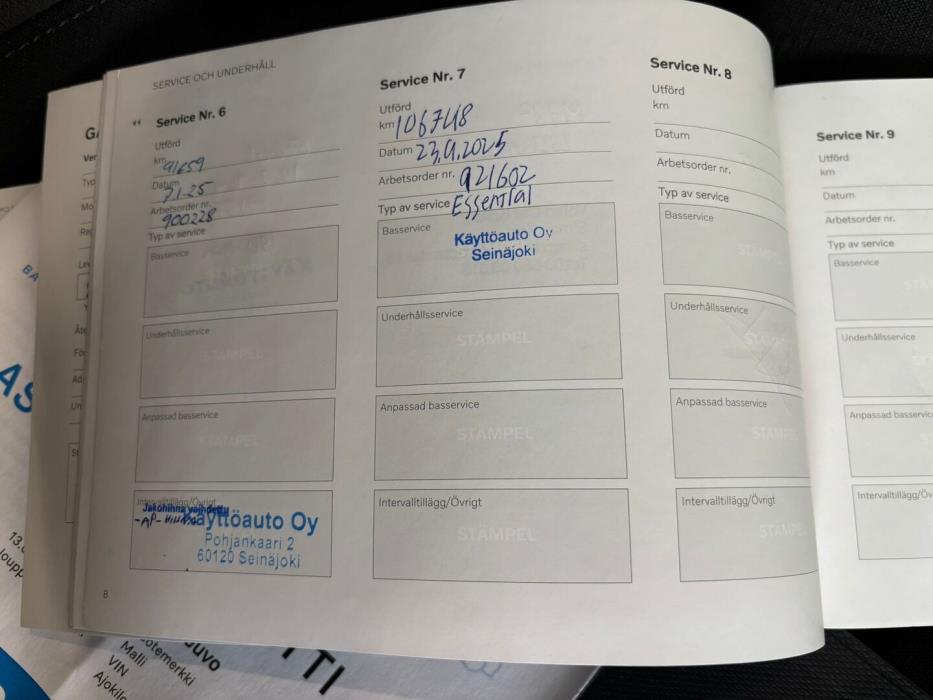 SERVICE OCH UNDERHÅLL
Service Nr. 6
Utförd
km 91659
Datum 7.1.25
Arbetsorder nr.
900228
Typ av service
Basservice
Underhållsservice
STÄMPEL
Anpassad basservice
STÄMPEL
Intervalltillägg/Övrigt
Jakohihna vaihdettu
Käyttöauto Oy
Pohjankaari 2
60120 Seinäjoki
8
Service Nr. 7
Utförd
km 106748
Datum 23.9.2025
Arbetsorder nr. 921602
Typ av service Essential
Basservice
Käyttöauto Oy
Seinäjoki
Underhållsservice
STÄMPEL
Anpassad basservice
STÄMPEL
Intervalltillägg/Övrigt
STÄMPEL
Service Nr. 8
Utförd
km
Datum
Arbetsorder nr.
Typ av service
Basservice
Underhållsservice
Anpassad basservice
Intervalltillägg/Övrigt
Service Nr. 9
Utförd
km
Datum
Arbetsorder nr.
Typ av service
Basservice
Underhållsservice
Anpassad basservice
Intervalltillägg/Öv
otemerkki
Malli
VIN
Ajokil